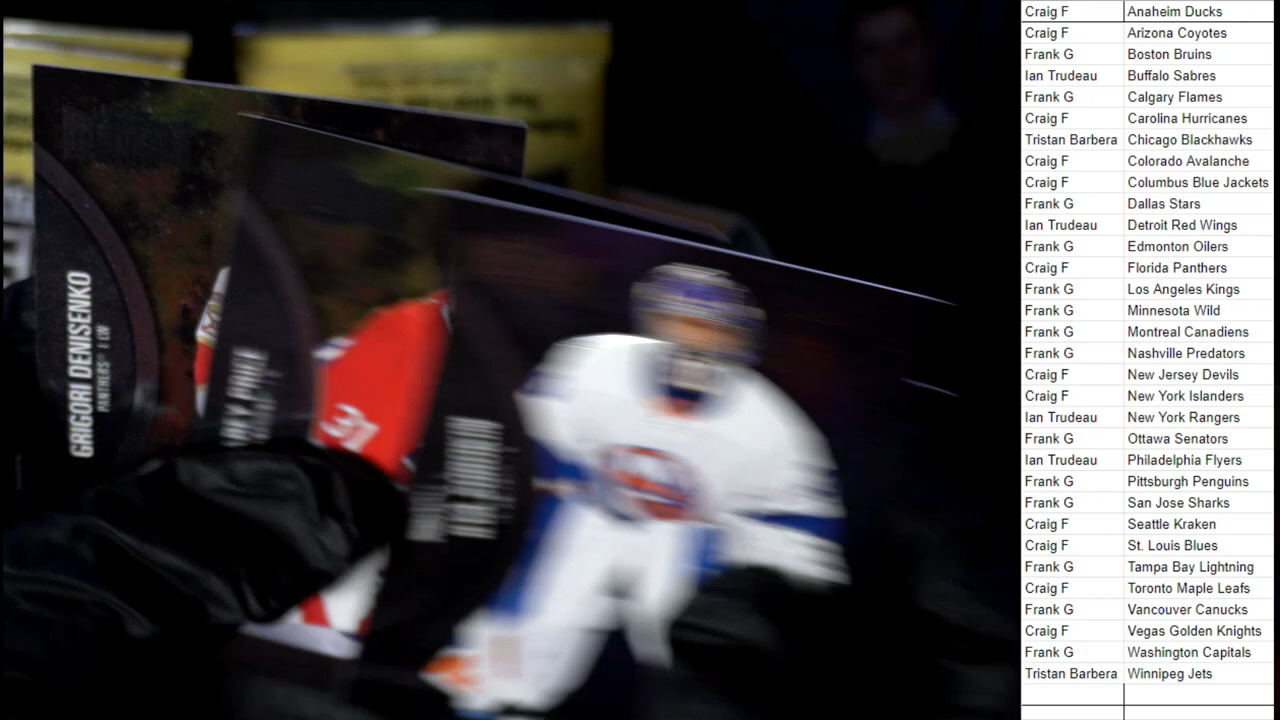 GRIGORI DENISENKO
PANTHERS | LW
31
Craig F Anaheim Ducks
Craig F Arizona Coyotes
Frank G Boston Bruins
Ian Trudeau Buffalo Sabres
Frank G Calgary Flames
Craig F Carolina Hurricanes
Tristan Barbera Chicago Blackhawks
Craig F Colorado Avalanche
Craig F Columbus Blue Jackets
Frank G Dallas Stars
Ian Trudeau Detroit Red Wings
Frank G Edmonton Oilers
Craig F Florida Panthers
Frank G Los Angeles Kings
Frank G Minnesota Wild
Frank G Montreal Canadiens
Frank G Nashville Predators
Craig F New Jersey Devils
Craig F New York Islanders
Ian Trudeau New York Rangers
Frank G Ottawa Senators
Ian Trudeau Philadelphia Flyers
Frank G Pittsburgh Penguins
Frank G San Jose Sharks
Craig F Seattle Kraken
Craig F St. Louis Blues
Frank G Tampa Bay Lightning
Craig F Toronto Maple Leafs
Frank G Vancouver Canucks
Craig F Vegas Golden Knights
Frank G Washington Capitals
Tristan Barbera Winnipeg Jets